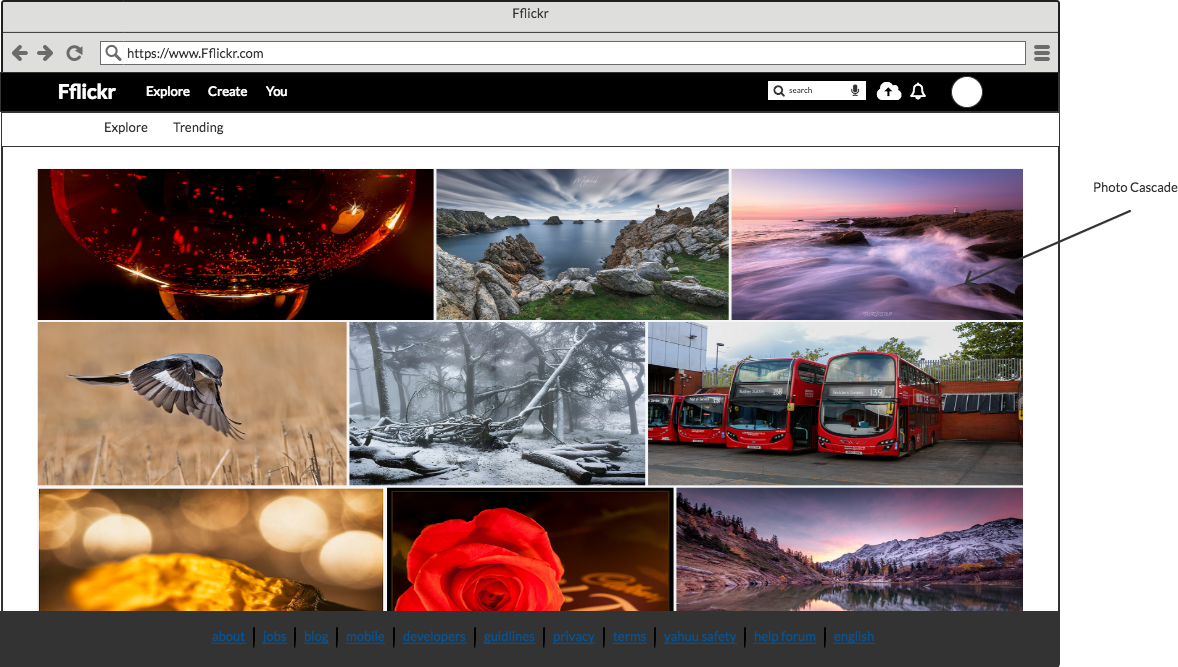 Fflickr
https://www.Fflickr.com
Fflickr Explore Create You search
Explore Trending
Photo Cascade
about jobs blog mobile developers guidlines privacy terms yahuu safety help forum english